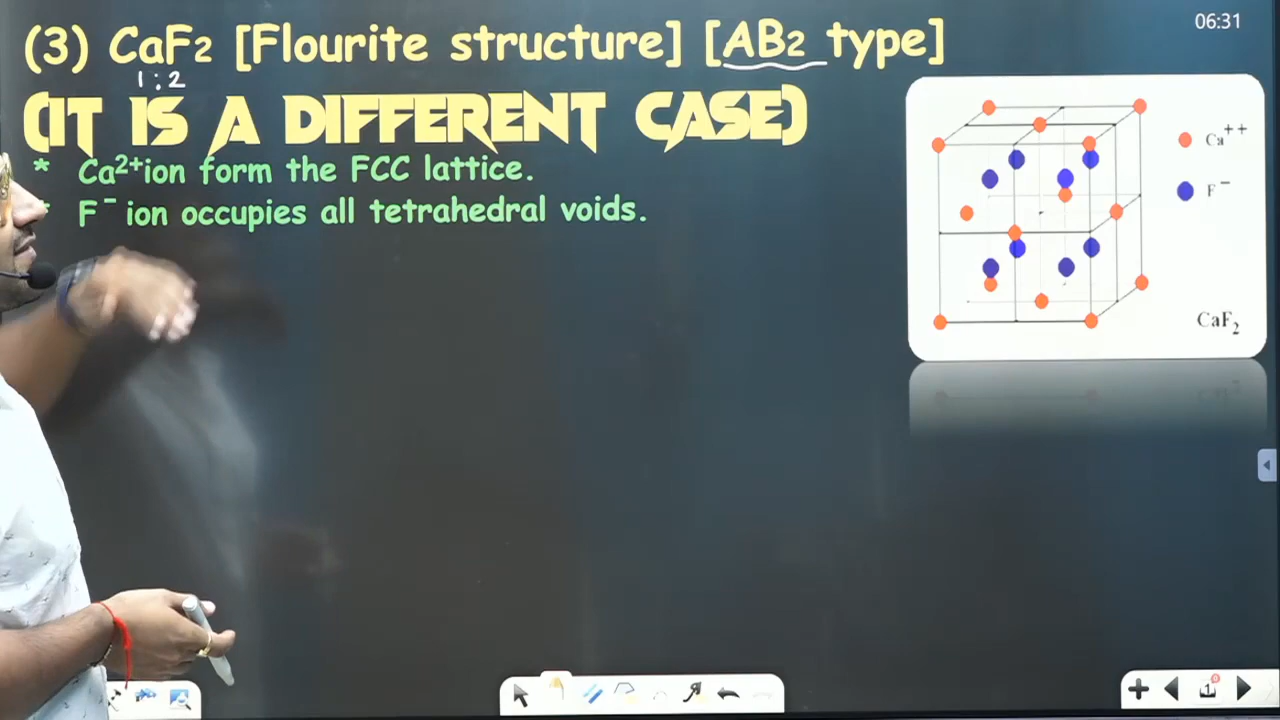 06:31
(3) CaF2 [Flourite structure] [AB2 type]
1:2
(IT IS A DIFFERENT CASE)
* Ca2+ion form the FCC lattice.
* F- ion occupies all tetrahedral voids.
Ca++
F-
CaF2